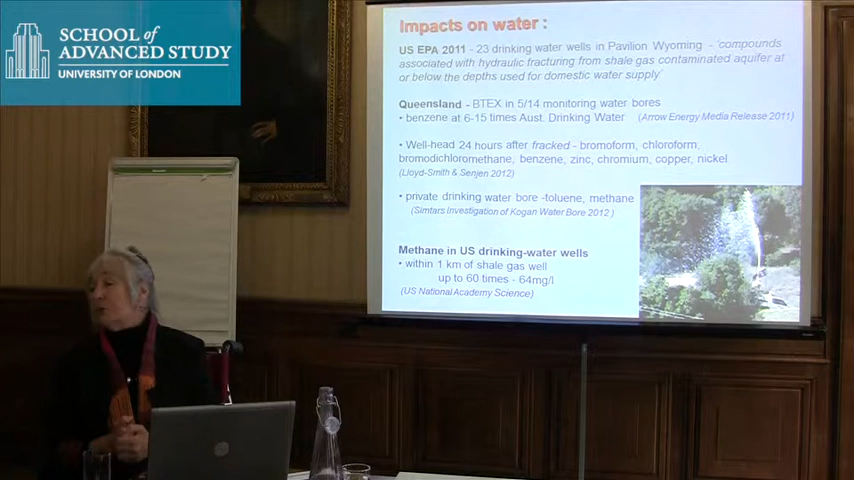 SCHOOL of
ADVANCED STUDY
UNIVERSITY OF LONDON
Impacts on water :
US EPA 2011 - 23 drinking water wells in Pavilion Wyoming - 'compounds
associated with hydraulic fracturing from shale gas contaminated aquifer at
or below the depths used for domestic water supply'
Queensland - BTEX in 5/14 monitoring water bores
• benzene at 6-15 times Aust. Drinking Water (Arrow Energy Media Release 2011)
• Well-head 24 hours after fracked - bromoform, chloroform,
bromodichloromethane, benzene, zinc, chromium, copper, nickel
(Lloyd-Smith & Senjen 2012)
• private drinking water bore -toluene, methane
(Simtars Investigation of Kogan Water Bore 2012)
Methane in US drinking-water wells
• within 1 km of shale gas well
up to 60 times - 64mg/l
(US National Academy Science)